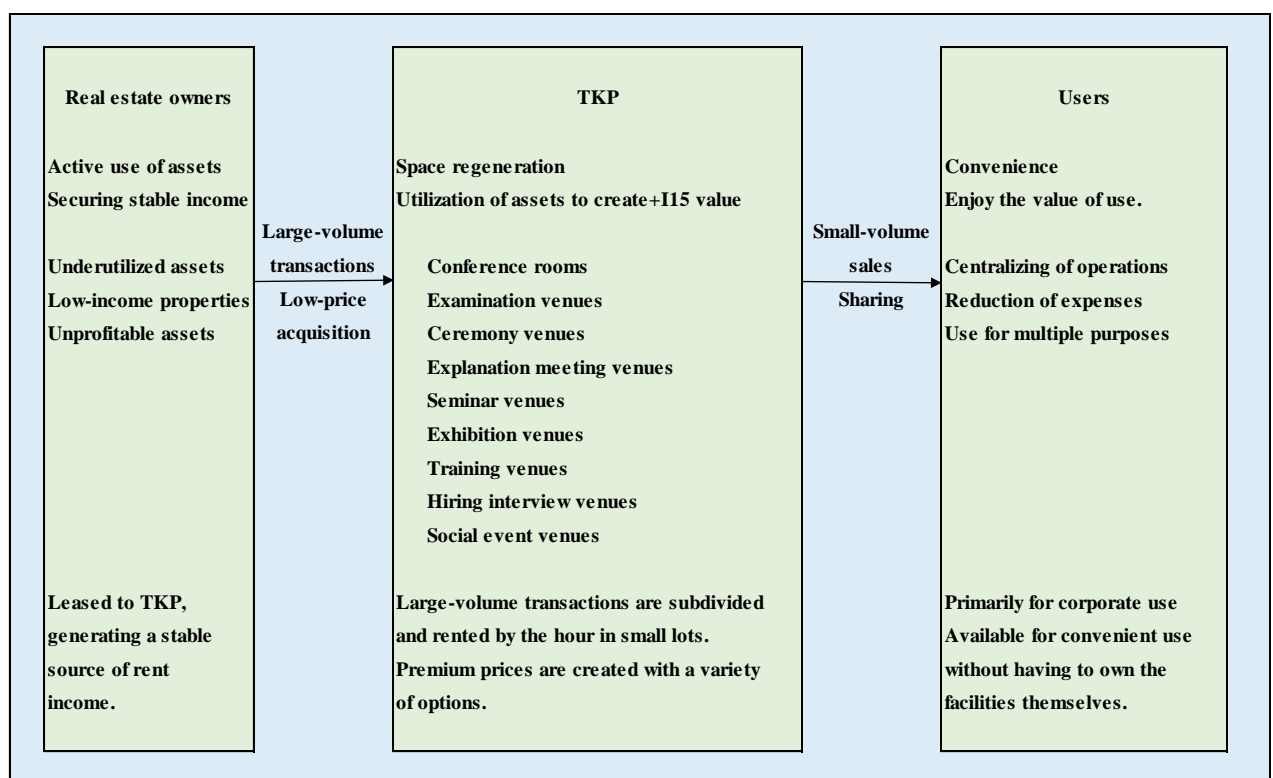 Real estate owners
Active use of assets
Securing stable income
Underutilized assets
Low-income properties
Unprofitable assets
Leased to TKP,
generating a stable
source of rent
income.
Large-volume
transactions
Low-price
acquisition
TKP
Space regeneration
Utilization of assets to create+I15 value
Conference rooms
Examination venues
Ceremony venues
Explanation meeting venues
Seminar venues
Exhibition venues
Training venues
Hiring interview venues
Social event venues
Large-volume transactions are subdivided
and rented by the hour in small lots.
Premium prices are created with a variety
of options.
Small-volume
sales
Sharing
Users
Convenience
Enjoy the value of use.
Centralizing of operations
Reduction of expenses
Use for multiple purposes
Primarily for corporate use
Available for convenient use
without having to own the
facilities themselves.